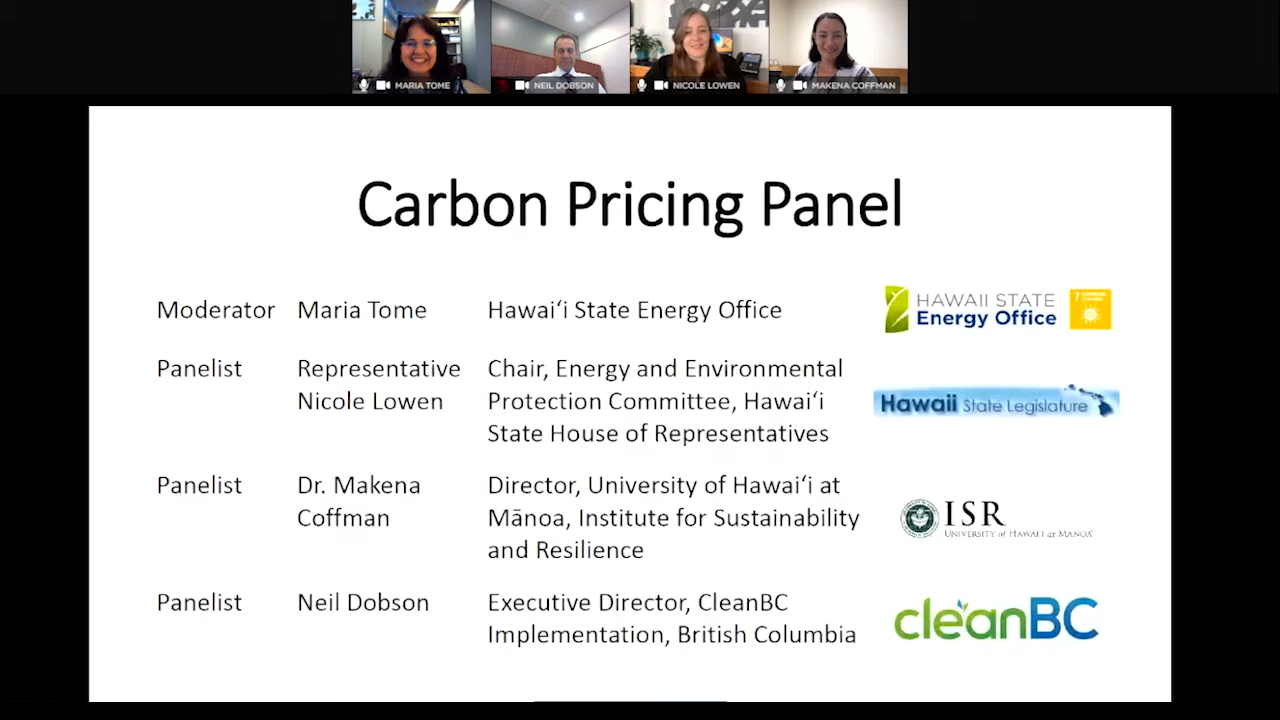 MARIA TOME
NEIL DOBSON
NICOLE LOWEN
MAKENA COFFMAN
Carbon Pricing Panel
Moderator Maria Tome Hawaiʻi State Energy Office
HAWAII STATE
Energy Office
7
Panelist Representative Chair, Energy and Environmental
Nicole Lowen Protection Committee, Hawaiʻi
State House of Representatives
Hawaii State Legislature
Panelist Dr. Makena Director, University of Hawaiʻi at
Coffman Mānoa, Institute for Sustainability
and Resilience
ISR
UNIVERSITY of HAWAIʻI at MĀNOA
Panelist Neil Dobson Executive Director, CleanBC
Implementation, British Columbia
cleanBC